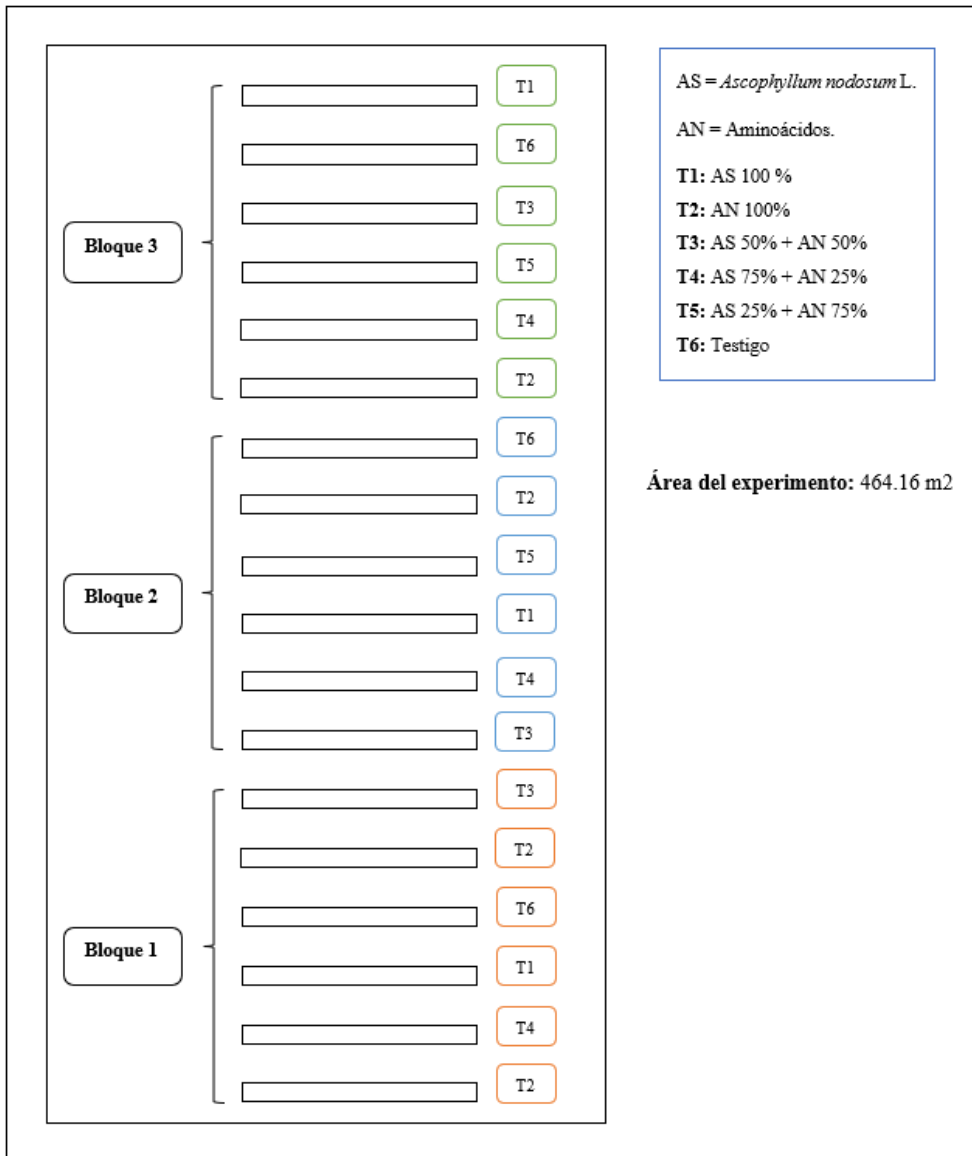 T1
T6
T3
Bloque 3
T5
T4
T2
T6
T2
T5
Bloque 2
T1
T4
T3
T3
T2
T6
Bloque 1
T1
T4
T2
AS = Ascophyllum nodosum L.
AN = Aminoácidos.
T1: AS 100 %
T2: AN 100%
T3: AS 50% + AN 50%
T4: AS 75% + AN 25%
T5: AS 25% + AN 75%
T6: Testigo
Área del experimento: 464.16 m2